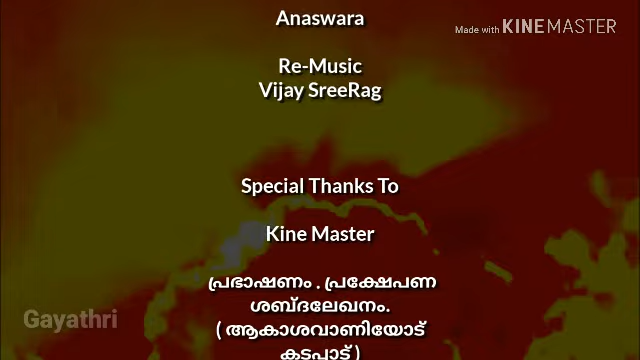 Anaswara
Made with KINEMASTER
Re-Music
Vijay SreeRag
Special Thanks To
Kine Master
പ്രഭാഷണം . പ്രക്ഷേപണ
ശബ്ദലേഖനം.
Gayathri
( ആകാശവാണിയോട്
കടപ്പാട് )